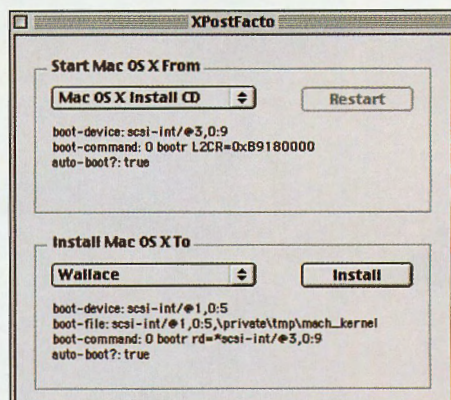 XPostFacto
Start Mac OS X From
Mac OS X Install CD
Restart
boot-device: scsi-int/@3,0:9
boot-command: 0 bootr L2CR=0xB9180000
auto-boot?: true
Install Mac OS X To
Wallace
Install
boot-device: scsi-int/@1,0:5
boot-file: scsi-int/@1,0:5,\private\tmp\mach_kernel
boot-command: 0 bootr rd=*scsi-int/@3,0:9
auto-boot?: true